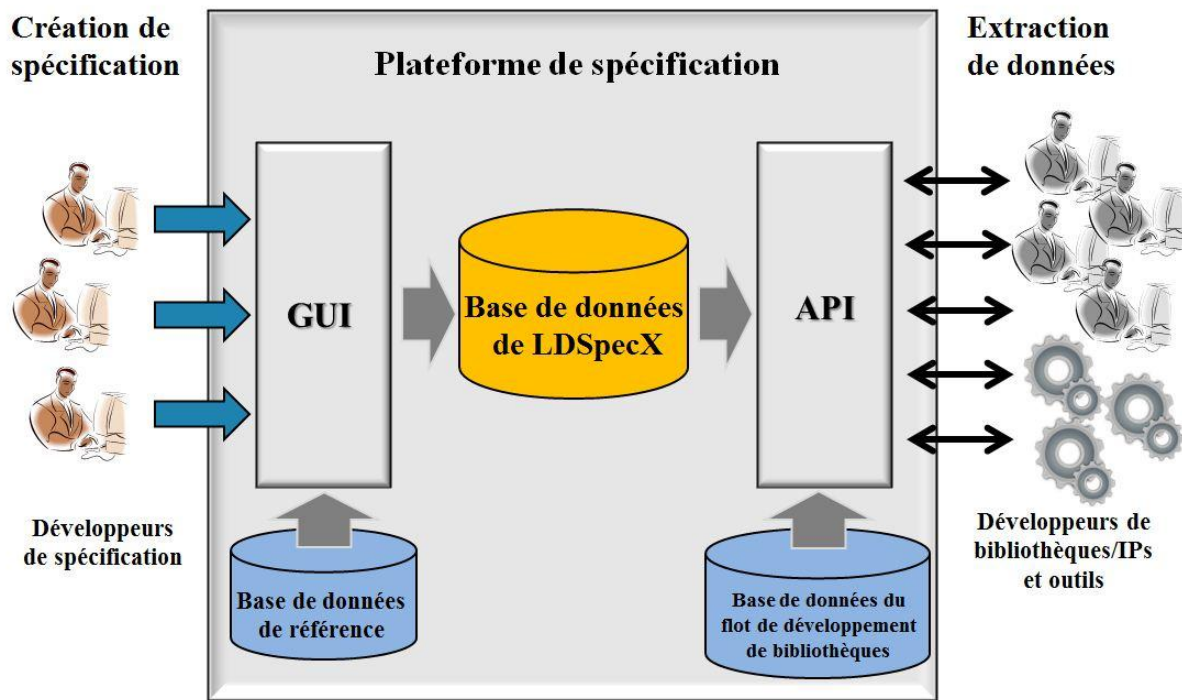 Création de
spécification
Plateforme de spécification
Extraction
de données
GUI
Base de données
de LDSpecX
API
Développeurs
de spécification
Base de données
de référence
Base de données du
flot de développement
de bibliothèques
Développeurs de
bibliothèques/IPs
et outils